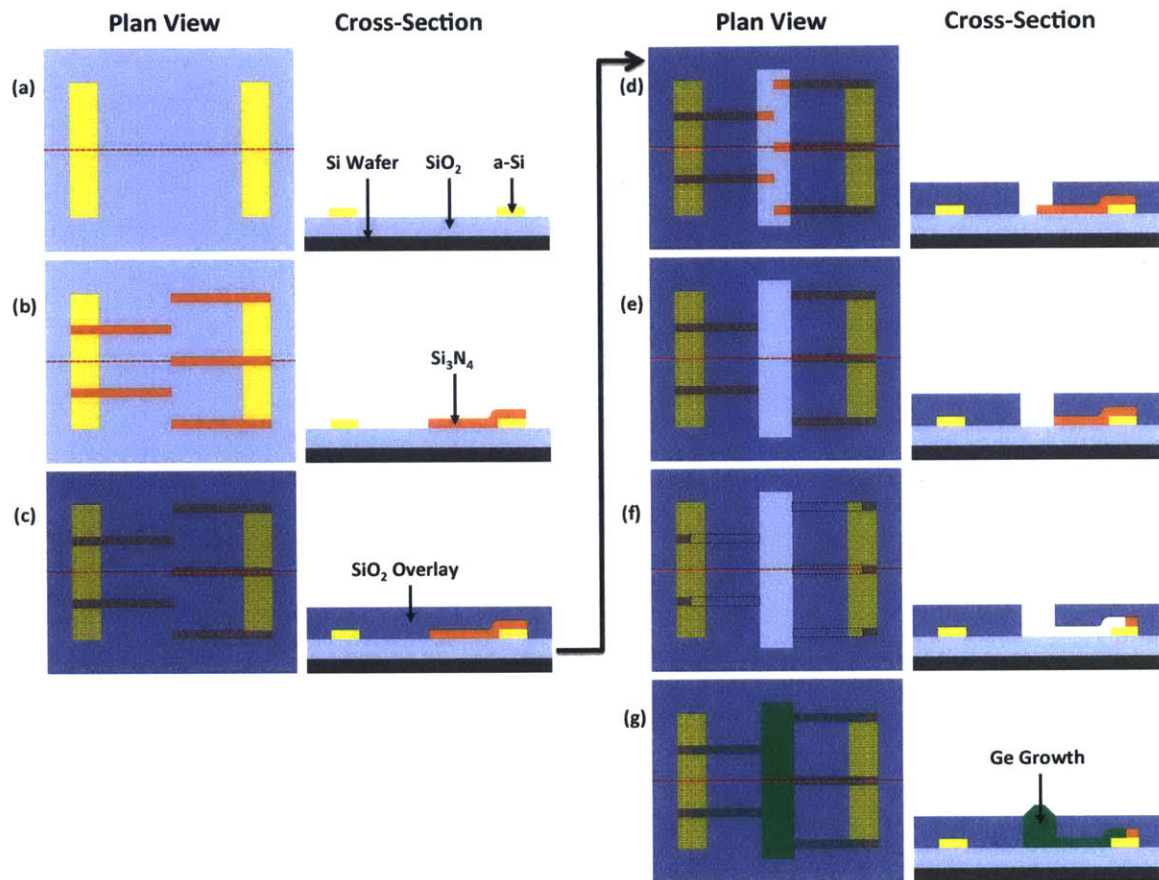 Plan View Cross-Section
(a)
Si Wafer SiO₂ a-Si
(b)
Si₃N₄
(c)
SiO₂ Overlay
Plan View Cross-Section
(d)
(e)
(f)
(g)
Ge Growth